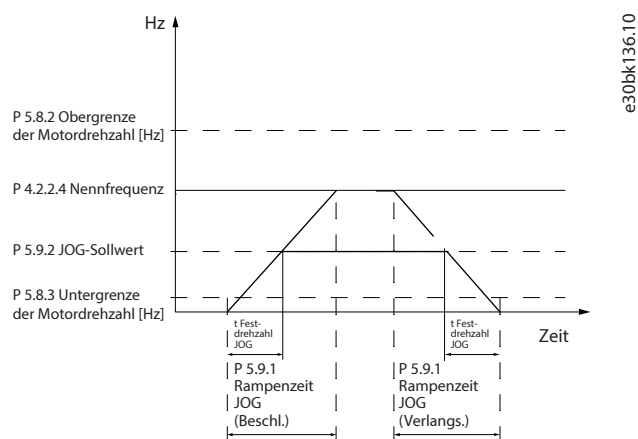 Hz
e30bk136.10
P 5.8.2 Obergrenze
der Motordrehzahl [Hz]
P 4.2.2.4 Nennfrequenz
P 5.9.2 JOG-Sollwert
P 5.8.3 Untergrenze
der Motordrehzahl [Hz]
t Fest-
drehzahl
JOG
t Fest-
drehzahl
JOG
Zeit
P 5.9.1
Rampenzeit
JOG
(Beschl.)
P 5.9.1
Rampenzeit
JOG
(Verlangs.)